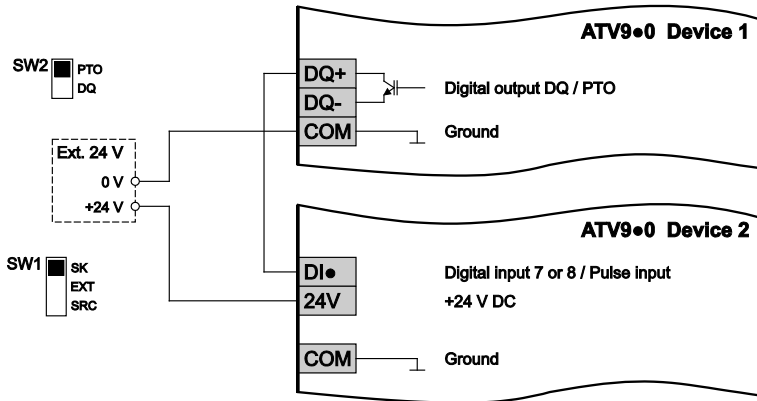 ATV9●0 Device 1
SW2 PTO
DQ
DQ+
DQ-
COM
Digital output DQ / PTO
Ground
Ext. 24 V
0 V
+24 V
ATV9●0 Device 2
SW1 SK
EXT
SRC
DI●
Digital input 7 or 8 / Pulse input
24V
+24 V DC
COM
Ground